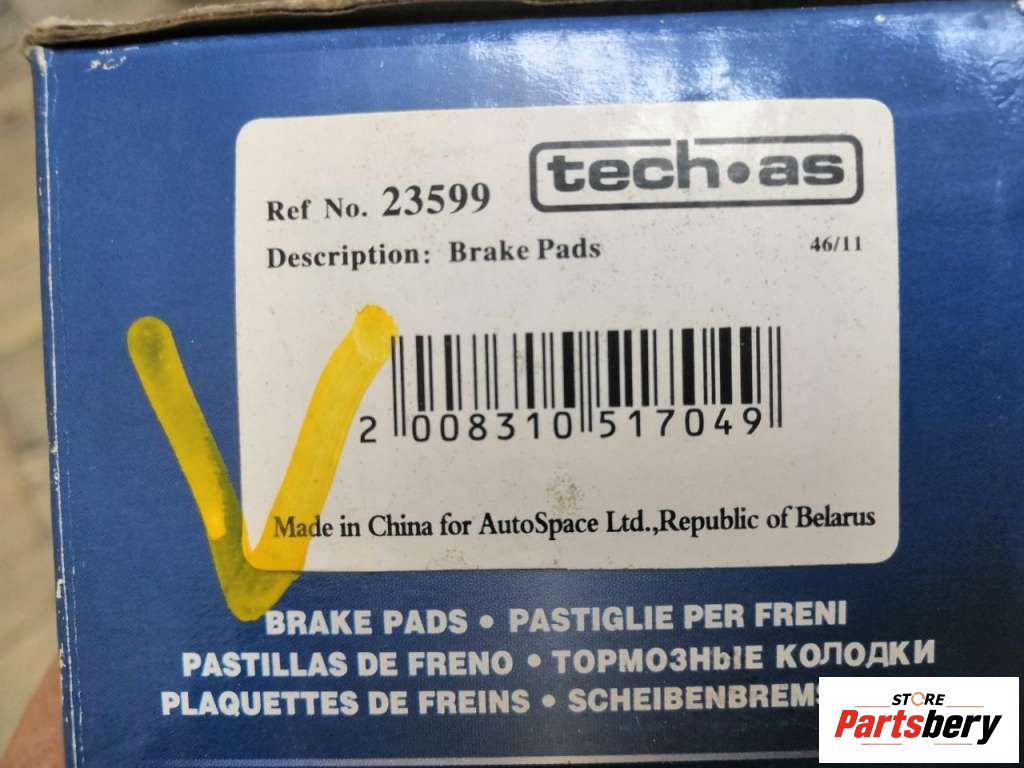 tech•as
Ref No. 23599
Description: Brake Pads 46/11
2 008310 517049
Made in China for AutoSpace Ltd.,Republic of Belarus
BRAKE PADS • PASTIGLIE PER FRENI
PASTILLAS DE FRENO • ТОРМОЗНЫЕ КОЛОДКИ
PLAQUETTES DE FREINS •
STORE
Partsbery